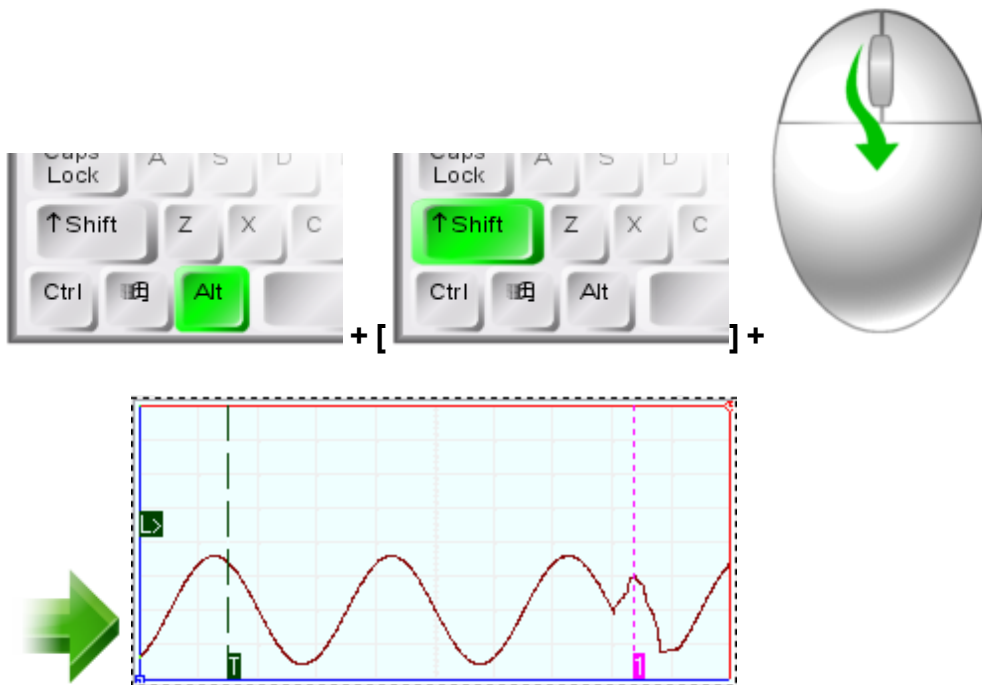 Caps A S D
Lock
↑ Shift Z X C
Ctrl Alt
+ [
Caps A S D
Lock
↑ Shift Z X C
Ctrl Alt
] +
L>
T
1